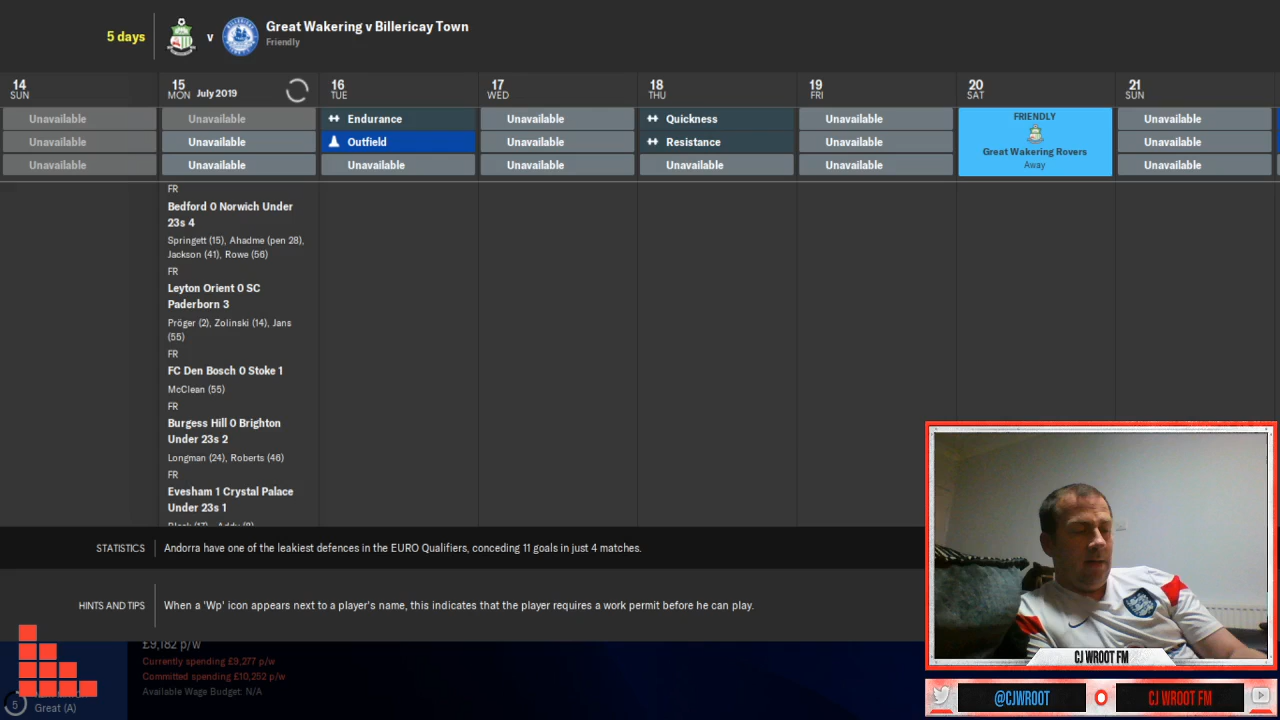 5 days
v
Great Wakering v Billericay Town
Friendly
14
SUN
15
MON July 2019
16
TUE
17
WED
18
THU
19
FRI
20
SAT
21
SUN
Unavailable Unavailable Endurance Unavailable Quickness Unavailable FRIENDLY Unavailable
Unavailable Unavailable Outfield Unavailable Resistance Unavailable Great Wakering Rovers Unavailable
Unavailable Unavailable Unavailable Unavailable Unavailable Unavailable Away Unavailable
FR
Bedford 0 Norwich Under
23s 4
Springett (15), Ahadme (pen 28),
Jackson (41), Rowe (56)
FR
Leyton Orient 0 SC
Paderborn 3
Pröger (2), Zolinski (14), Jans
(55)
FR
FC Den Bosch 0 Stoke 1
McClean (55)
FR
Burgess Hill 0 Brighton
Under 23s 2
Longman (24), Roberts (46)
FR
Evesham 1 Crystal Palace
Under 23s 1
STATISTICS Andorra have one of the leakiest defences in the EURO Qualifiers, conceding 11 goals in just 4 matches.
HINTS AND TIPS When a 'Wp' icon appears next to a player's name, this indicates that the player requires a work permit before he can play.
£9,182 p/w
Currently spending £9,277 p/w
Committed spending £10,252 p/w
Available Wage Budget: N/A
5
Great (A)
CJ WROOT FM
@CJWROOT
CJ WROOT FM